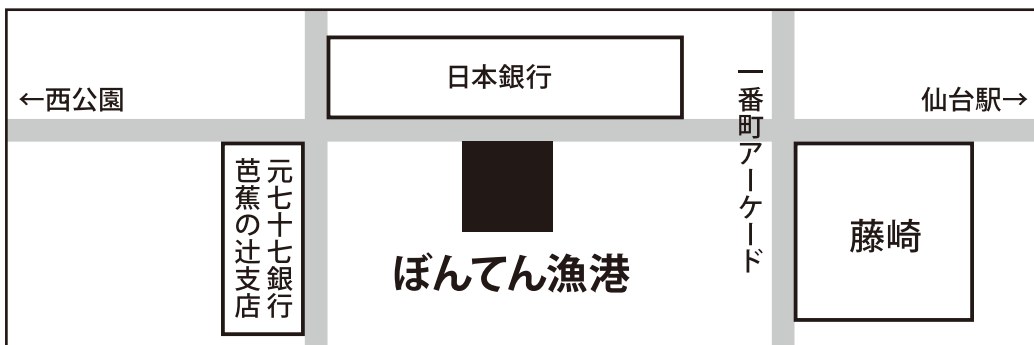 日本銀行
←西公園
仙台駅→
一番町アーケード
元七十七銀行
芭蕉の辻支店
藤崎
ぼんてん漁港